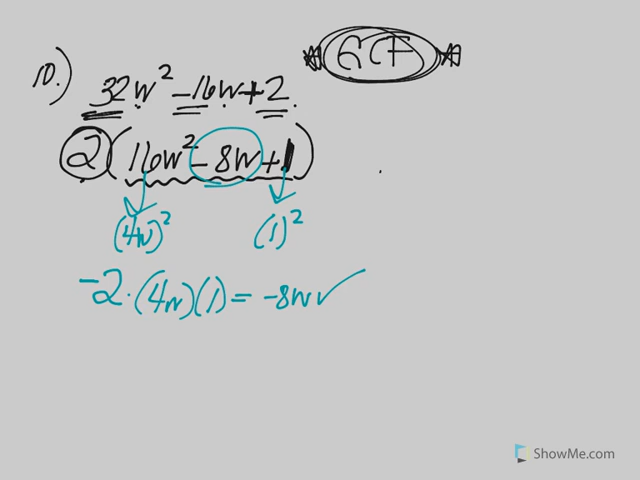 GCF
10.) 32w² - 16w + 2
2(16w² - 8w + 1)
(4w)² (1)²
-2 · (4w)(1) = -8w ✓
ShowMe.com